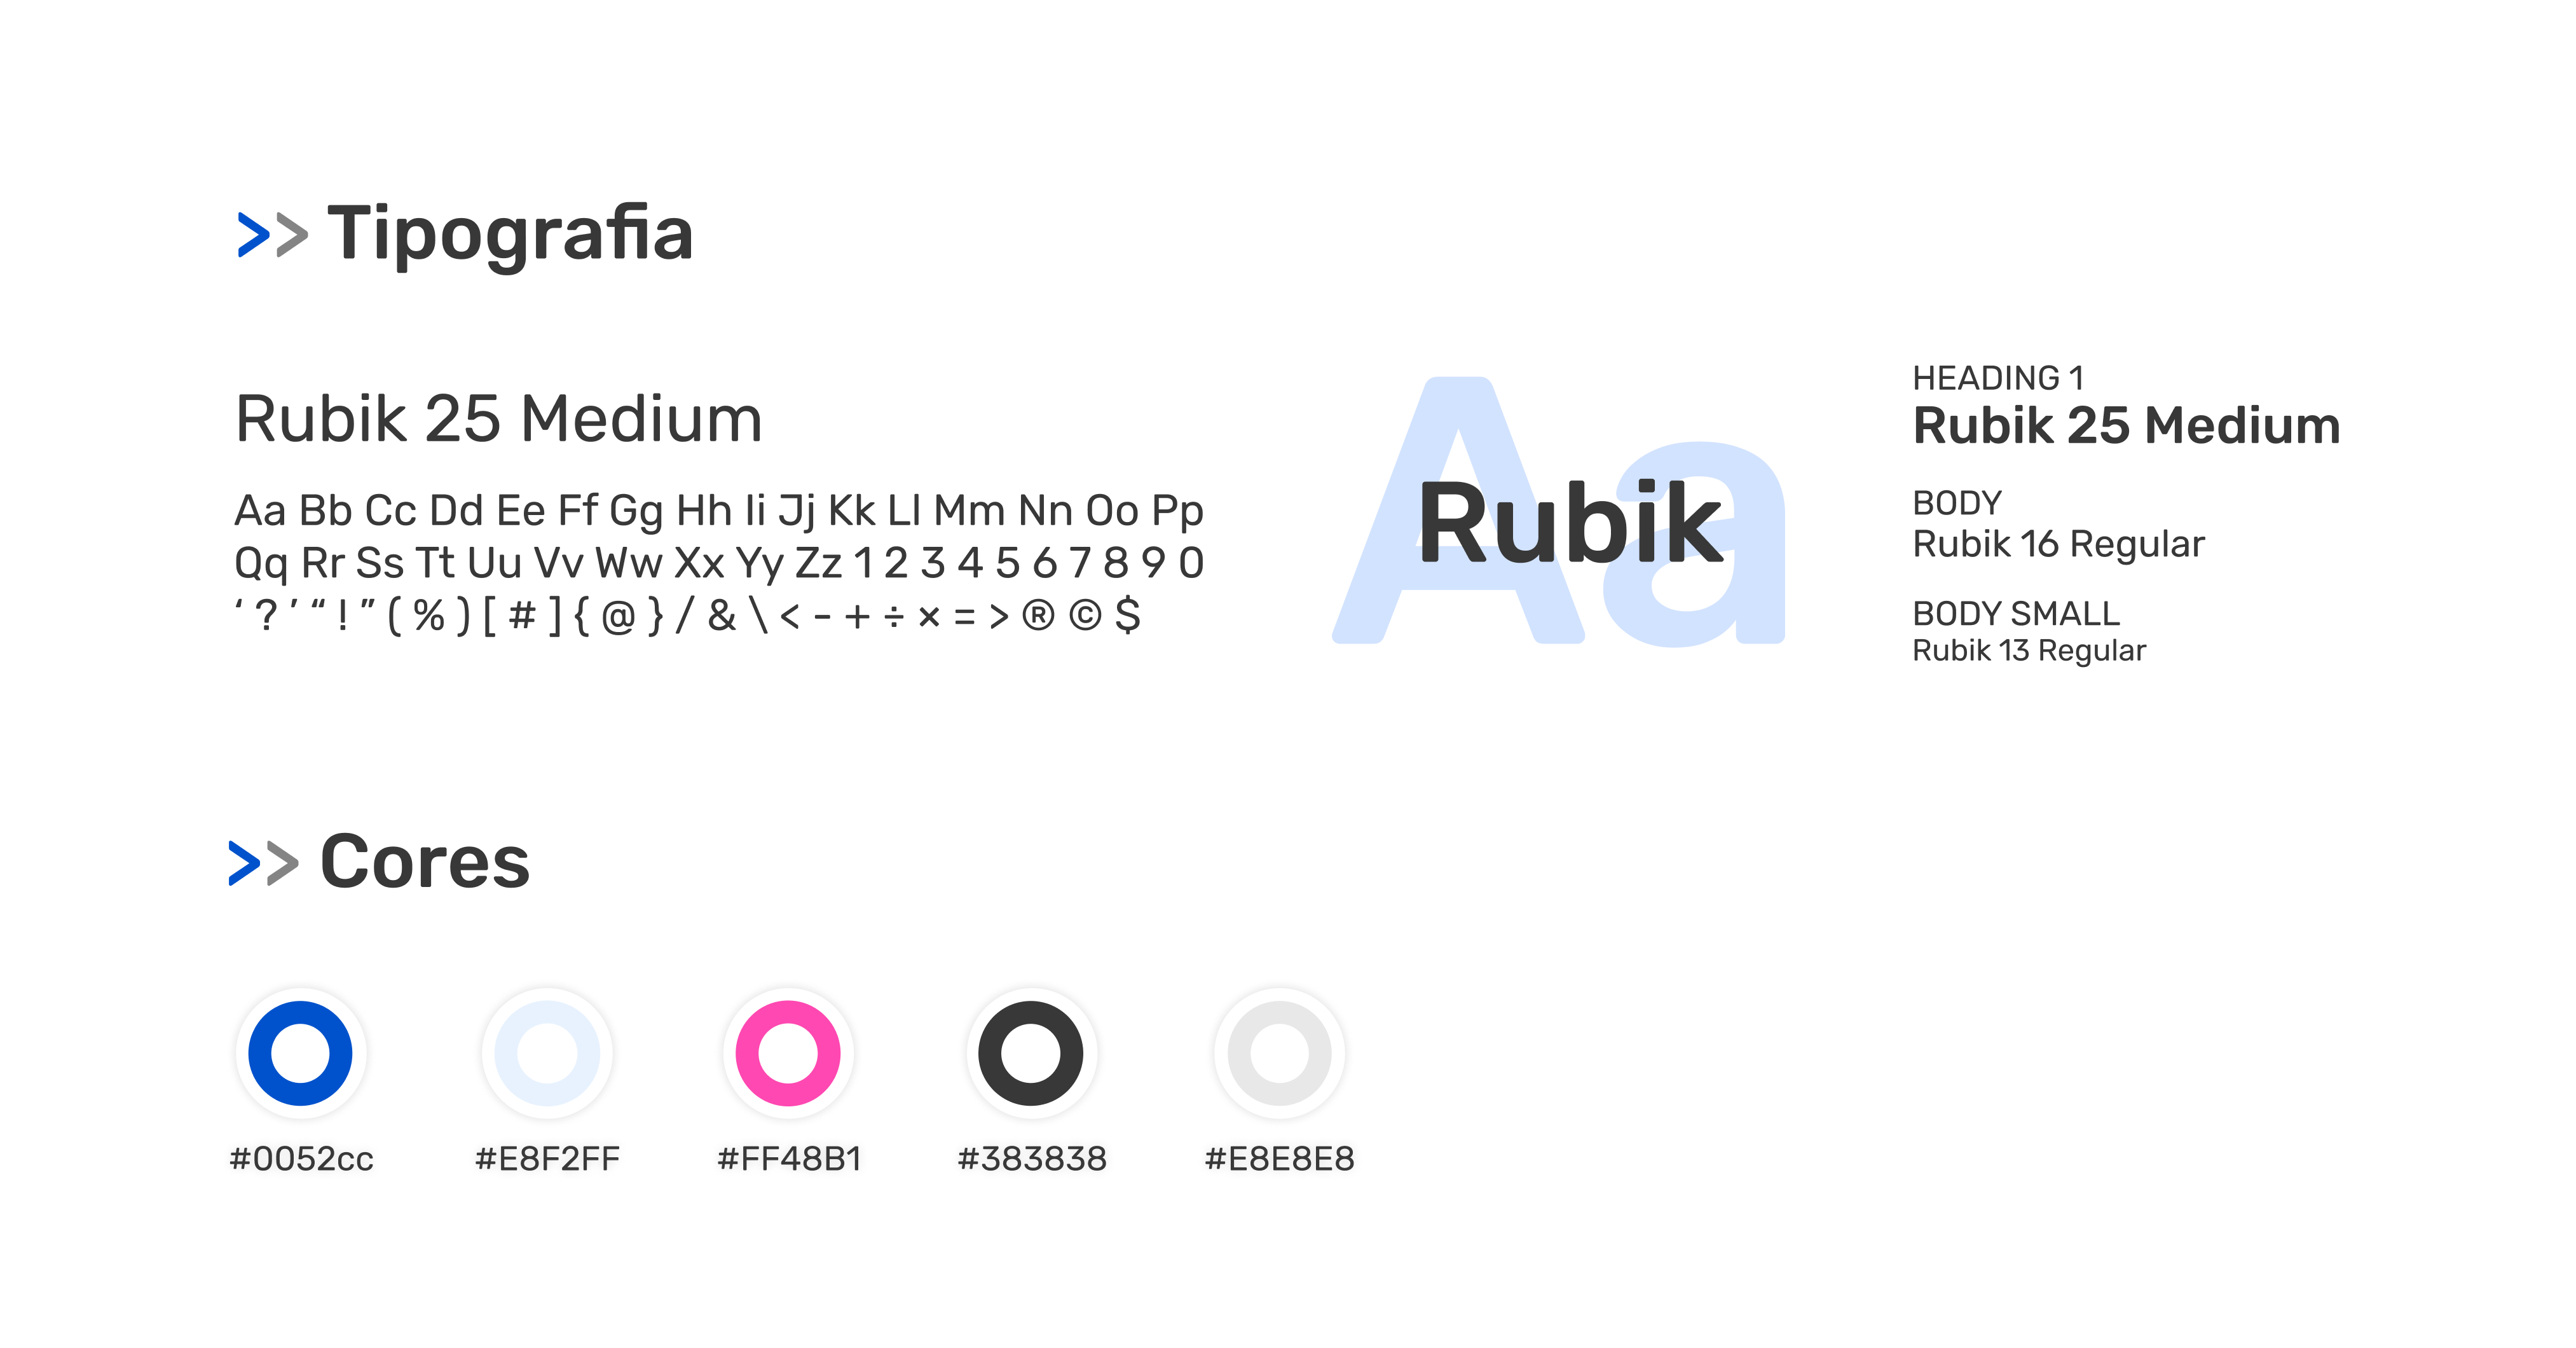 >> Tipografia
Rubik 25 Medium
Aa Bb Cc Dd Ee Ff Gg Hh Ii Jj Kk Ll Mm Nn Oo Pp
Qq Rr Ss Tt Uu Vv Ww Xx Yy Zz 1 2 3 4 5 6 7 8 9 0
‘ ? ’ “ ! ” ( % ) [ # ] { @ } / & \ < - + ÷ × = > ® © $
Aa
Rubik
HEADING 1
Rubik 25 Medium
BODY
Rubik 16 Regular
BODY SMALL
Rubik 13 Regular
>> Cores
#0052cc
#E8F2FF
#FF48B1
#383838
#E8E8E8